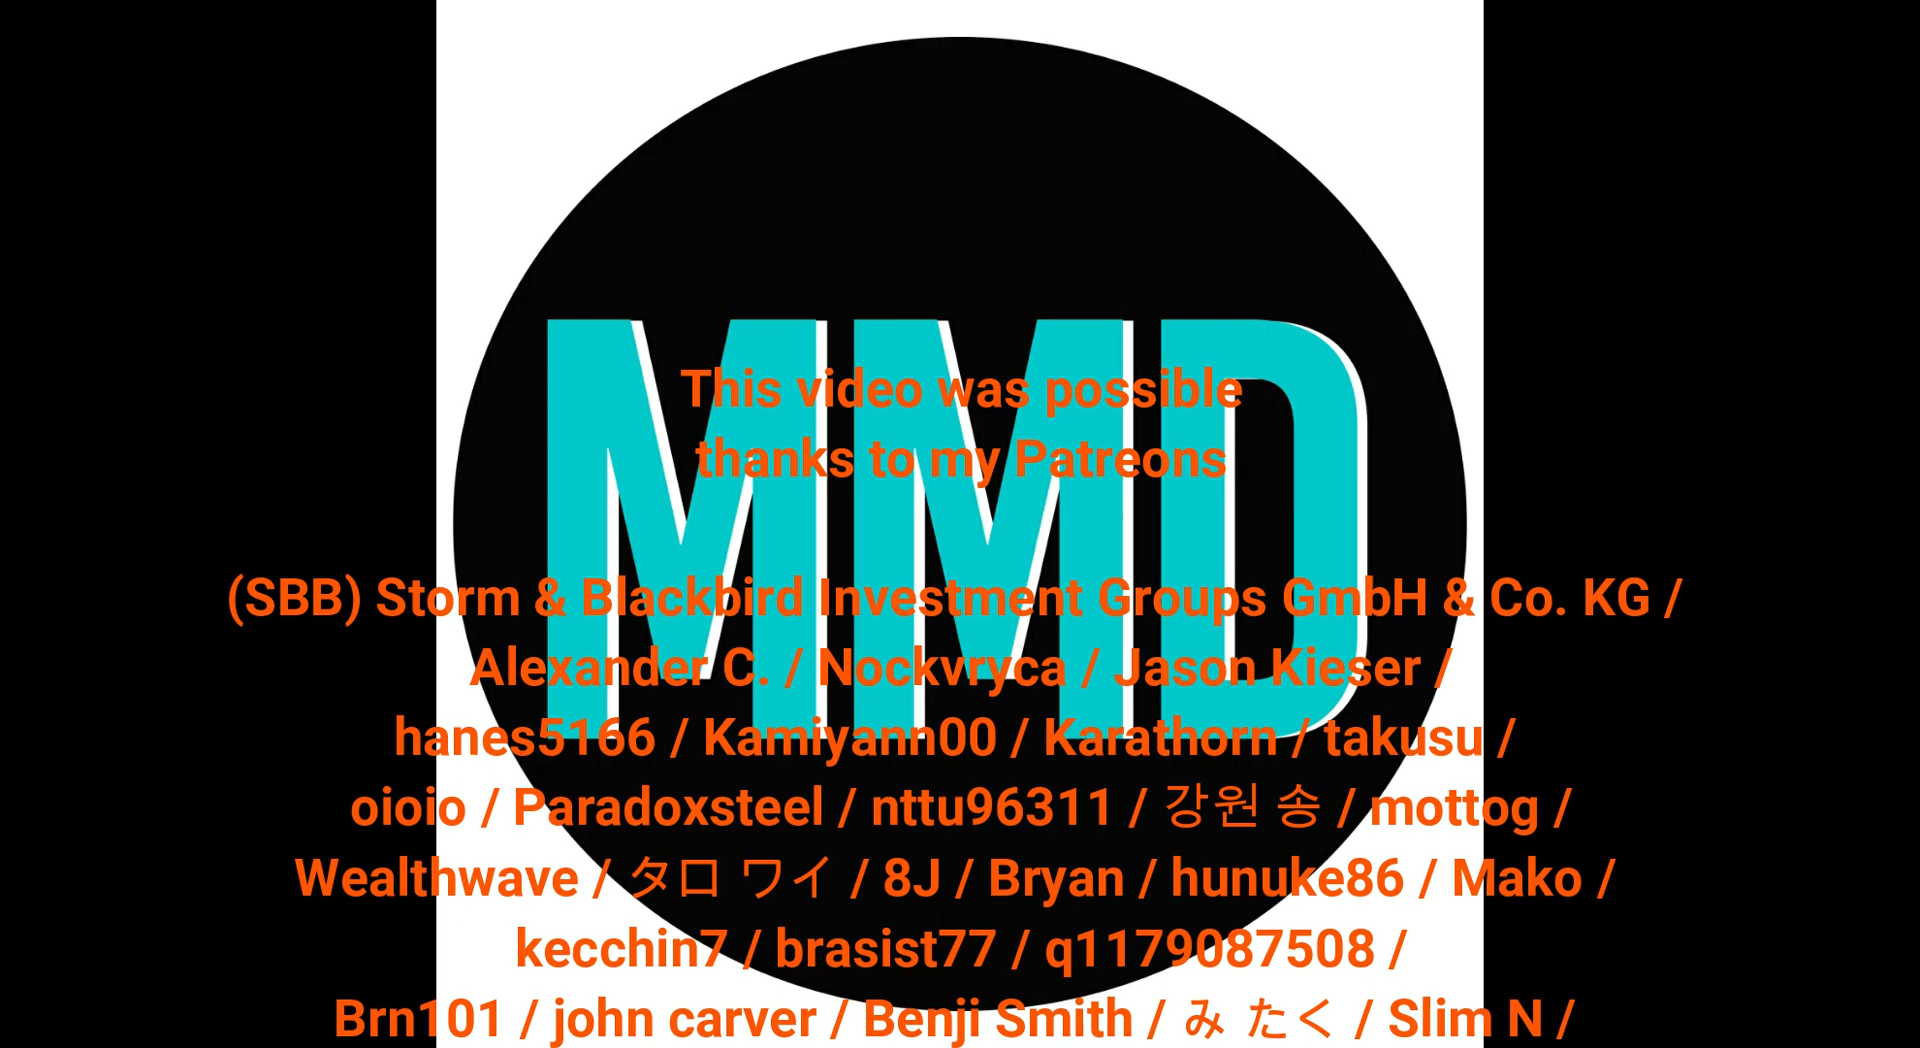 MMD
This video was possible
thanks to my Patreons
(SBB) Storm & Blackbird Investment Groups GmbH & Co. KG /
Alexander C. / Nockvryca / Jason Kieser /
hanes5166 / Kamiyann00 / Karathorn / takusu /
oioio / Paradoxsteel / nttu96311 / 강원 송 / mottog /
Wealthwave / タロ ワイ / 8J / Bryan / hunuke86 / Mako /
kecchin7 / brasist77 / q1179087508 /
Brn101 / john carver / Benji Smith / み たく / Slim N /